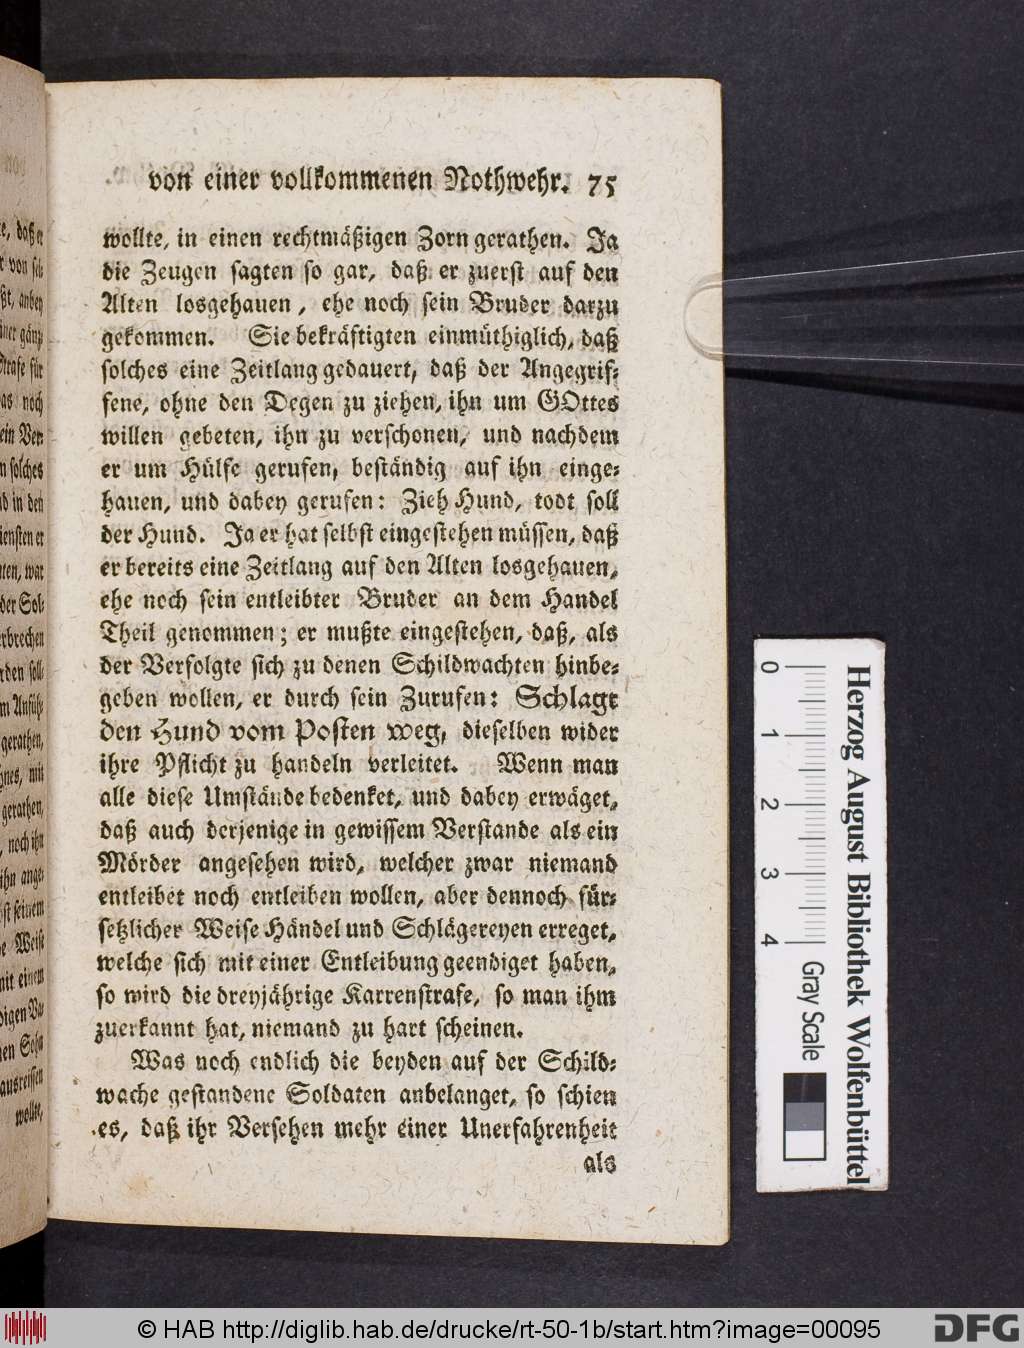 von einer vollkommenen Nothwehr. 75
wollte, in einen rechtmäßigen Zorn gerathen. Ja
die Zeugen sagten so gar, daß er zuerst auf den
Alten losgehauen, ehe noch sein Bruder darzu
gekommen. Sie bekräftigten einmüthiglich, daß
solches eine Zeitlang gedauert, daß der Angegrif-
fene, ohne den Degen zu ziehen, ihn um GOttes
willen gebeten, ihn zu verschonen, und nachdem
er um Hülfe gerufen, beständig auf ihn einge-
hauen, und dabey gerufen: Zieh Hund, todt soll
der Hund. Ja er hat selbst eingestehen müssen, daß
er bereits eine Zeitlang auf den Alten losgehauen,
ehe noch sein entleibter Bruder an dem Handel
Theil genommen; er mußte eingestehen, daß, als
der Verfolgte sich zu denen Schildwachten hinbe-
geben wollen, er durch sein Zurufen: Schlagt
den Hund vom Posten weg, dieselben wider
ihre Pflicht zu handeln verleitet. Wenn man
alle diese Umstände bedenket, und dabey erwäget,
daß auch derjenige in gewissem Verstande als ein
Mörder angesehen wird, welcher zwar niemand
entleibet noch entleiben wollen, aber dennoch für-
setzlicher Weise Händel und Schlägereyen erreget,
welche sich mit einer Entleibung geendiget haben,
so wird die dreyjährige Karrenstrafe, so man ihm
zuerkannt hat, niemand zu hart scheinen.
Was noch endlich die beyden auf der Schild-
wache gestandene Soldaten anbelanget, so schien
es, daß ihr Versehen mehr einer Unerfahrenheit
als
0 1 2 3 4
Gray Scale
Herzog August Bibliothek Wolfenbüttel
© HAB http://diglib.hab.de/drucke/rt-50-1b/start.htm?image=00095
DFG